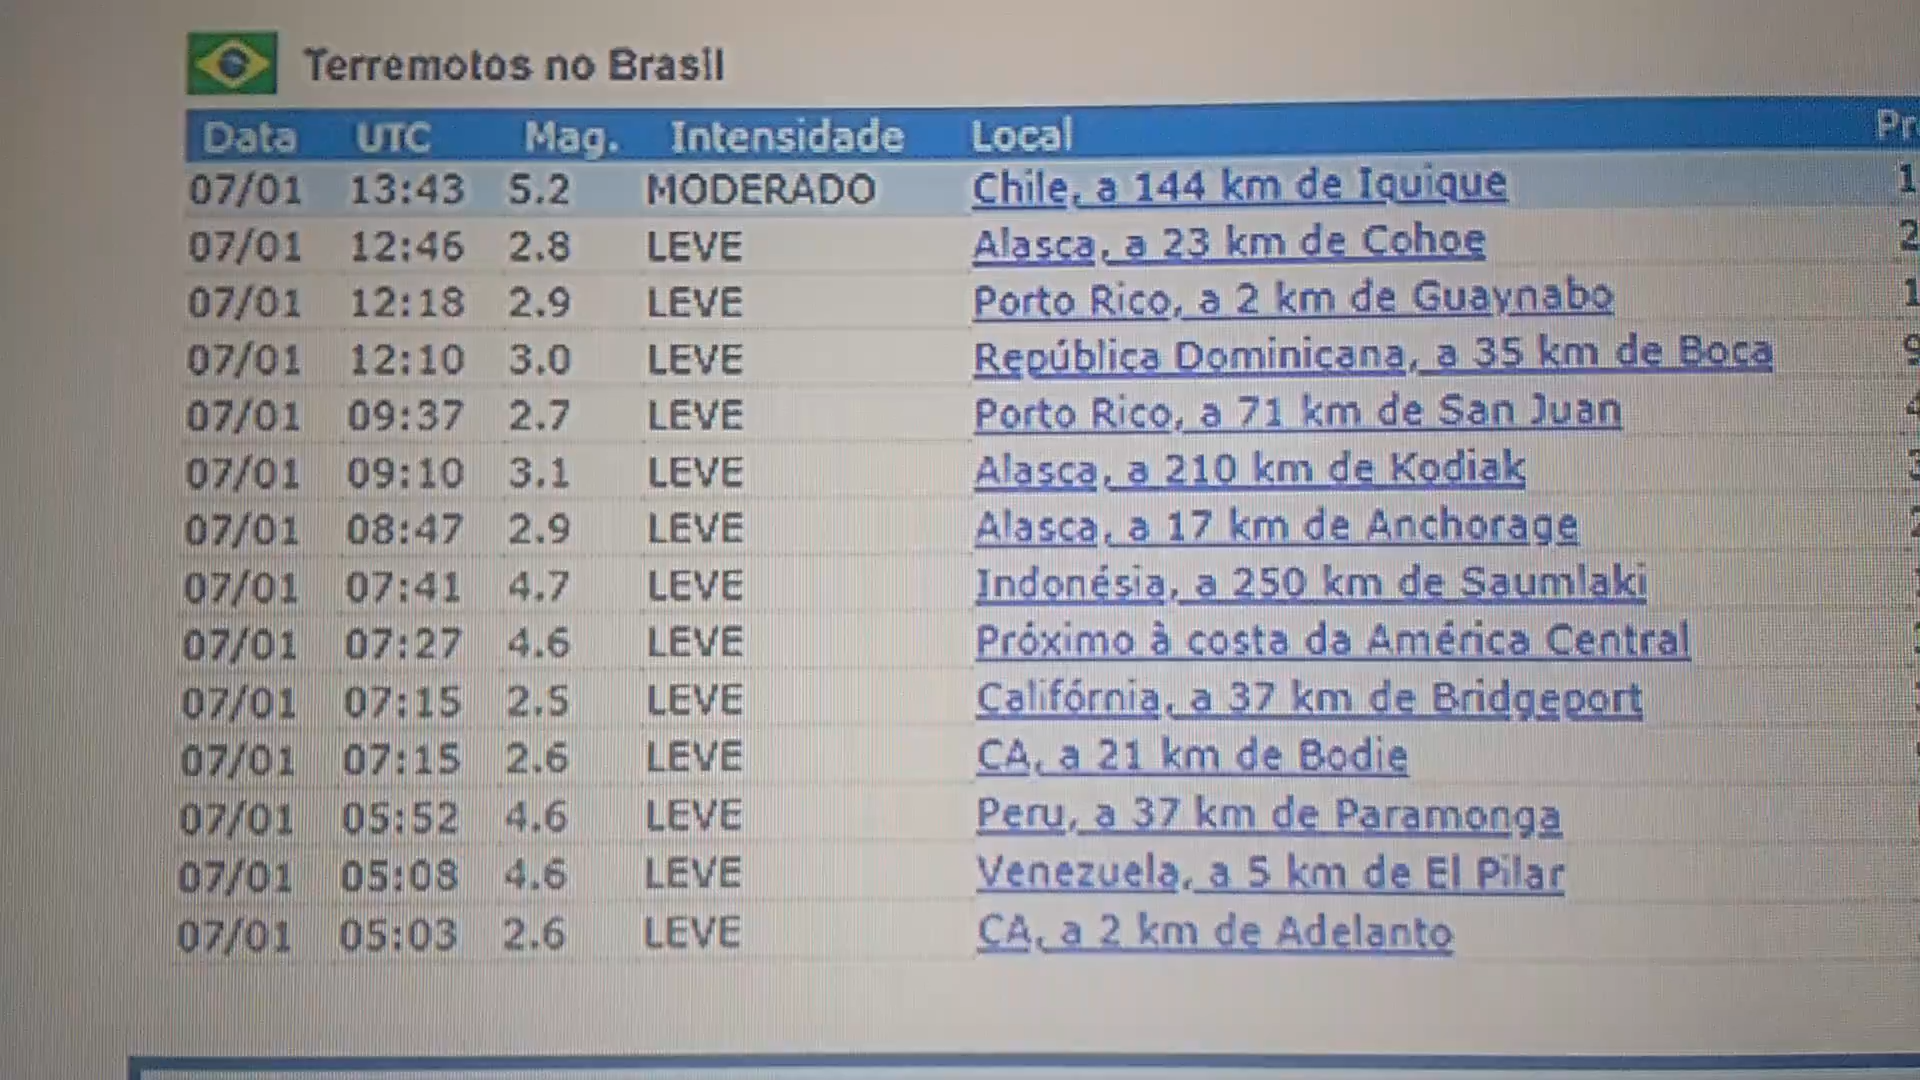 Terremotos no Brasil
Data UTC Mag. Intensidade Local
07/01 13:43 5.2 MODERADO Chile, a 144 km de Iquique
07/01 12:46 2.8 LEVE Alasca, a 23 km de Cohoe
07/01 12:18 2.9 LEVE Porto Rico, a 2 km de Guaynabo
07/01 12:10 3.0 LEVE República Dominicana, a 35 km de Boca
07/01 09:37 2.7 LEVE Porto Rico, a 71 km de San Juan
07/01 09:10 3.1 LEVE Alasca, a 210 km de Kodiak
07/01 08:47 2.9 LEVE Alasca, a 17 km de Anchorage
07/01 07:41 4.7 LEVE Indonésia, a 250 km de Saumlaki
07/01 07:27 4.6 LEVE Próximo à costa da América Central
07/01 07:15 2.5 LEVE Califórnia, a 37 km de Bridgeport
07/01 07:15 2.6 LEVE CA, a 21 km de Bodie
07/01 05:52 4.6 LEVE Peru, a 37 km de Paramonga
07/01 05:08 4.6 LEVE Venezuela, a 5 km de El Pilar
07/01 05:03 2.6 LEVE CA, a 2 km de Adelanto